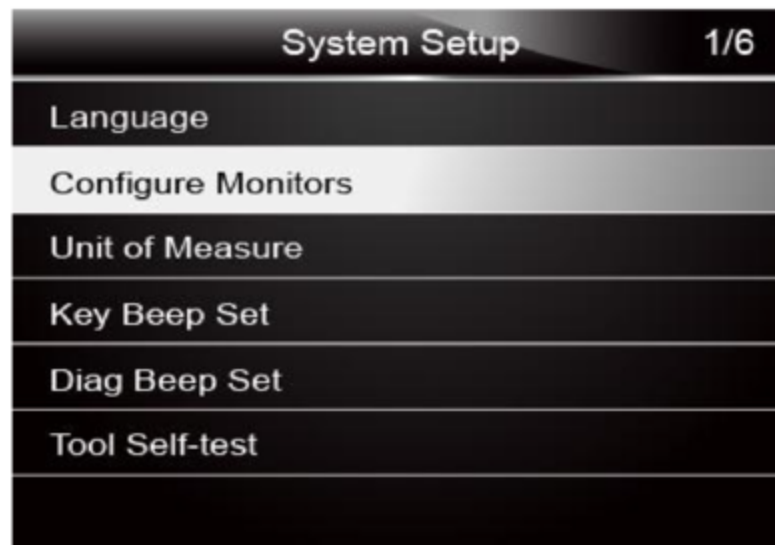 System Setup 1/6
Language
Configure Monitors
Unit of Measure
Key Beep Set
Diag Beep Set
Tool Self-test